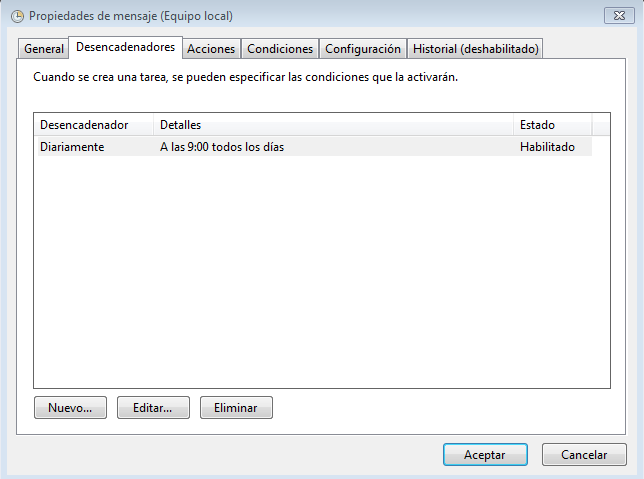 Propiedades de mensaje (Equipo local)
General Desencadenadores Acciones Condiciones Configuración Historial (deshabilitado)
Cuando se crea una tarea, se pueden especificar las condiciones que la activarán.
Desencadenador Detalles Estado
Diariamente A las 9:00 todos los días Habilitado
Nuevo... Editar... Eliminar
Aceptar Cancelar